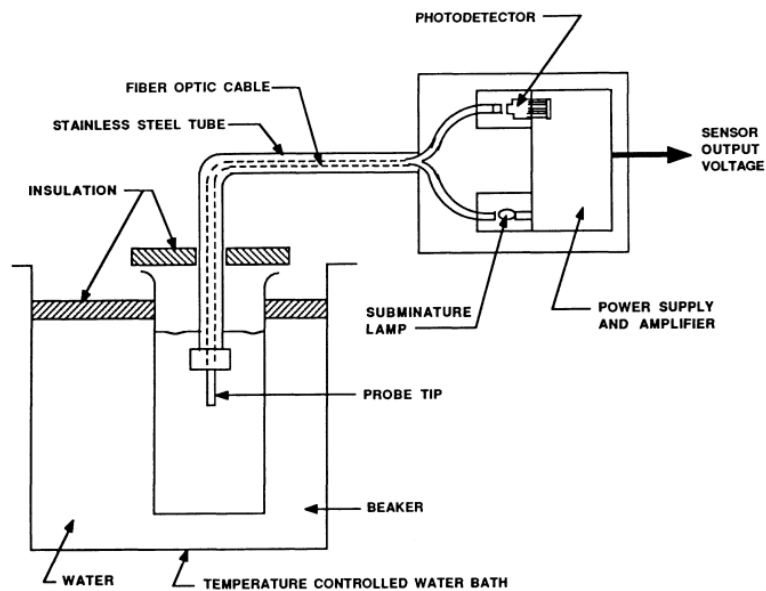 PHOTODETECTOR
FIBER OPTIC CABLE
STAINLESS STEEL TUBE
SENSOR
OUTPUT
VOLTAGE
INSULATION
SUBMINATURE
LAMP
POWER SUPPLY
AND AMPLIFIER
PROBE TIP
BEAKER
WATER
TEMPERATURE CONTROLLED WATER BATH